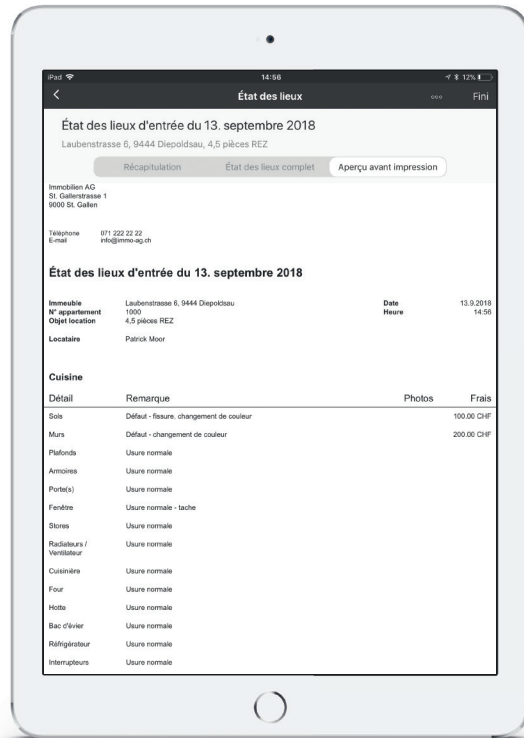 iPad 14:56 12%
État des lieux ooo Fini
État des lieux d'entrée du 13. septembre 2018
Laubenstrasse 6, 9444 Diepoldsau, 4,5 pièces REZ
Récapitulation État des lieux complet Aperçu avant impression
Immobilien AG
St. Gallerstrasse 1
9000 St. Gallen
Téléphone 071 222 22 22
E-mail info@immo-ag.ch
État des lieux d'entrée du 13. septembre 2018
Immeuble Laubenstrasse 6, 9444 Diepoldsau Date 13.9.2018
N° appartement 1000 Heure 14:56
Objet location 4,5 pièces REZ
Locataire Patrick Moor
Cuisine
Détail Remarque Photos Frais
Sols Défaut - fissure, changement de couleur 100.00 CHF
Murs Défaut - changement de couleur 200.00 CHF
Plafonds Usure normale
Armoires Usure normale
Porte(s) Usure normale
Fenêtre Usure normale - tache
Stores Usure normale
Radiateurs / Usure normale
Ventilateur
Cuisinière Usure normale
Four Usure normale
Hotte Usure normale
Bac d'évier Usure normale
Réfrigérateur Usure normale
Interrupteurs Usure normale